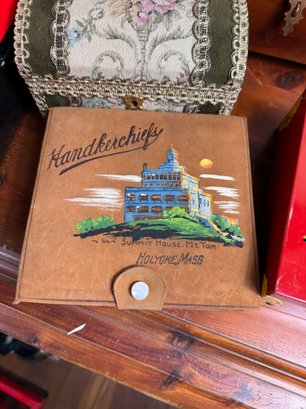 Handkerchiefs
SUMMIT HOUSE. MT. TOM
HOLYOKE, MASS